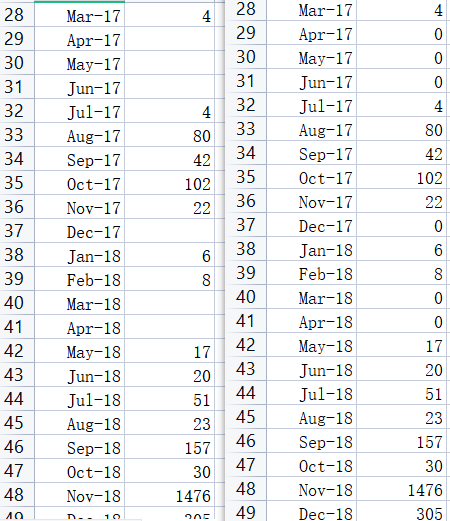 28 Mar-17 4
29 Apr-17
30 May-17
31 Jun-17
32 Jul-17 4
33 Aug-17 80
34 Sep-17 42
35 Oct-17 102
36 Nov-17 22
37 Dec-17
38 Jan-18 6
39 Feb-18 8
40 Mar-18
41 Apr-18
42 May-18 17
43 Jun-18 20
44 Jul-18 51
45 Aug-18 23
46 Sep-18 157
47 Oct-18 30
48 Nov-18 1476
49 Dec-18 305
28 Mar-17 4
29 Apr-17 0
30 May-17 0
31 Jun-17 0
32 Jul-17 4
33 Aug-17 80
34 Sep-17 42
35 Oct-17 102
36 Nov-17 22
37 Dec-17 0
38 Jan-18 6
39 Feb-18 8
40 Mar-18 0
41 Apr-18 0
42 May-18 17
43 Jun-18 20
44 Jul-18 51
45 Aug-18 23
46 Sep-18 157
47 Oct-18 30
48 Nov-18 1476
49 Dec-18 305